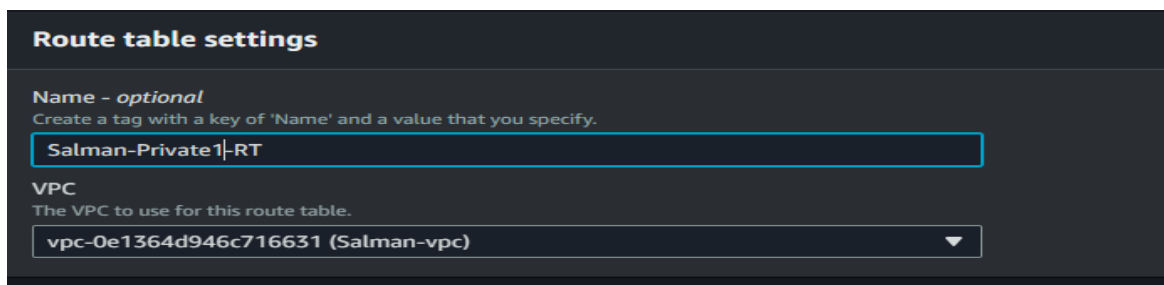 Route table settings
Name - optional
Create a tag with a key of 'Name' and a value that you specify.
Salman-Private1-RT
VPC
The VPC to use for this route table.
vpc-0e1364d946c716631 (Salman-vpc)